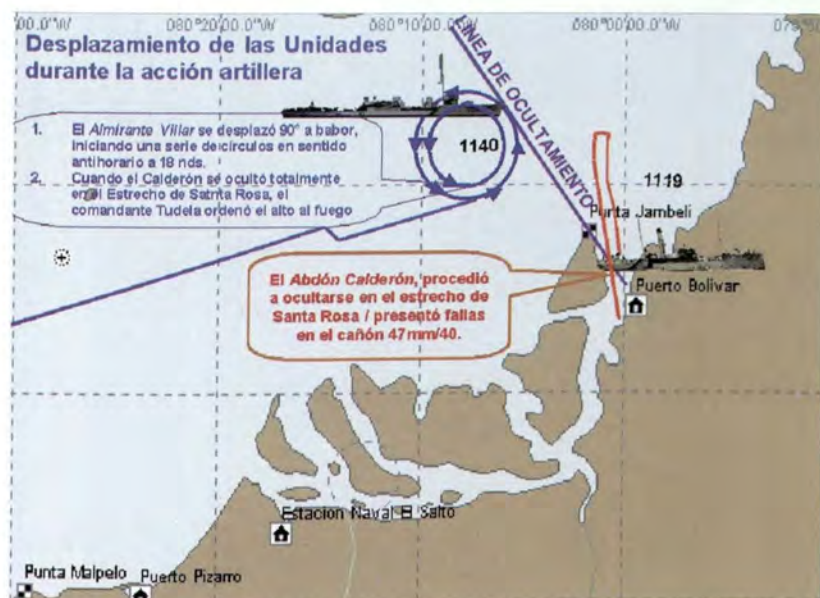 00.0'W
080°20'00.0'W
080°10'00.0'W
080°00'00.0'W
Desplazamiento de las Unidades
durante la acción artillera
LINEA DE OCULTAMIENTO
1. El Almirante Villar se desplazó 90° a babor,
iniciando una serie de círculos en sentido
antihorario a 18 nds.
2. Cuando el Calderón se ocultó totalmente
en el Estrecho de Satnta Rosa, el
comandante Tudela ordenó el alto al fuego
1140
1119
Punta Jambeli
El Abdón Calderón, procedió
a ocultarse en el estrecho de
Santa Rosa / presentó fallas
en el cañón 47mm/40.
Puerto Bolivar
Estacion Naval El Salto
Punta Malpelo
Puerto Pizarro